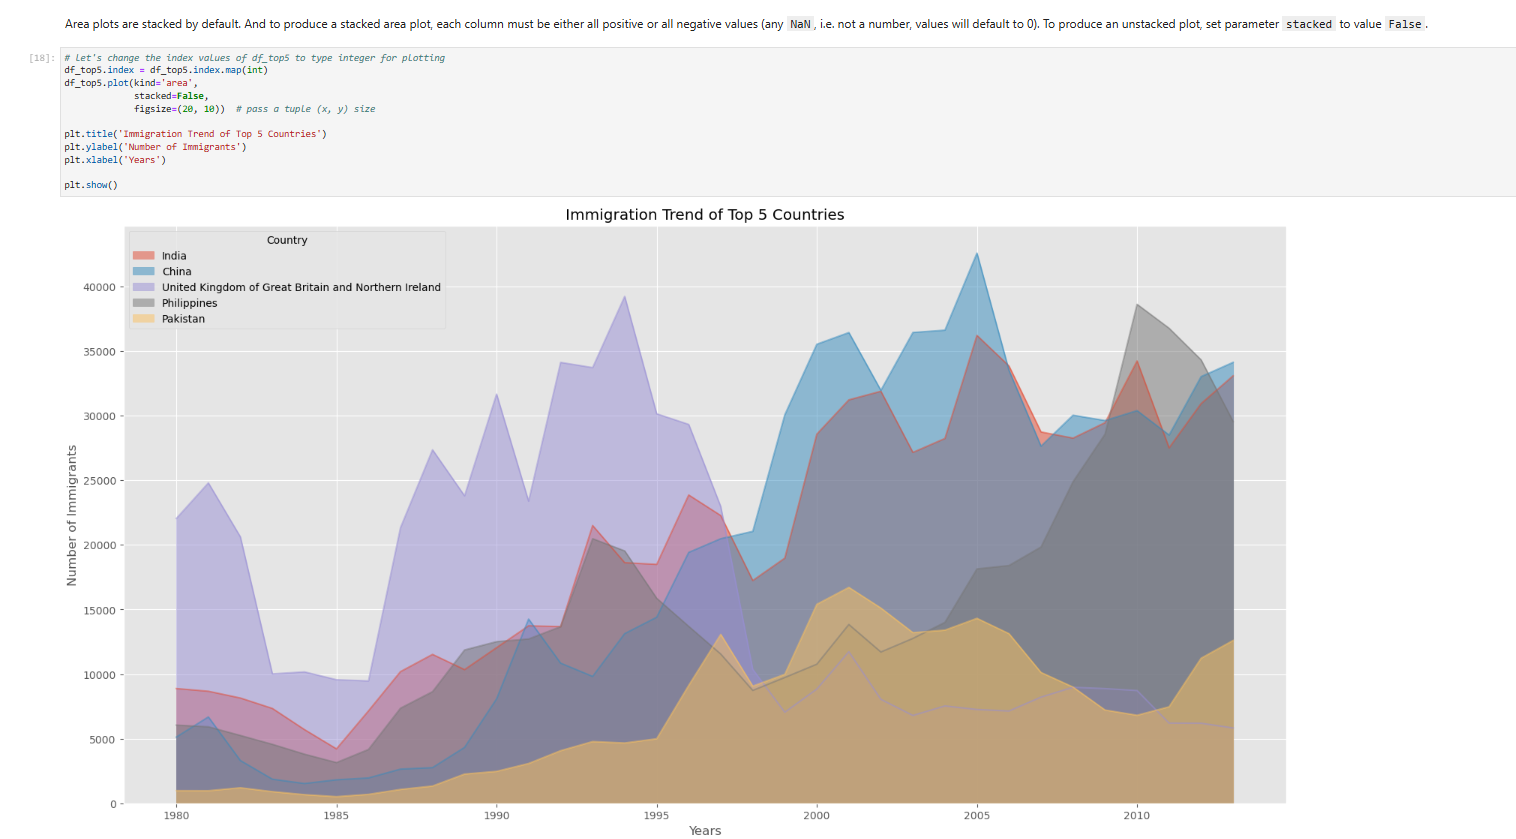 Area plots are stacked by default. And to produce a stacked area plot, each column must be either all positive or all negative values (any NaN, i.e. not a number, values will default to 0). To produce an unstacked plot, set parameter stacked to value False.
[18]:
# Let's change the index values of df_top5 to type integer for plotting
df_top5.index = df_top5.index.map(int)
df_top5.plot(kind='area',
stacked=False,
figsize=(20, 10))  # pass a tuple (x, y) size
plt.title('Immigration Trend of Top 5 Countries')
plt.ylabel('Number of Immigrants')
plt.xlabel('Years')
plt.show()
Immigration Trend of Top 5 Countries
Country
India
China
United Kingdom of Great Britain and Northern Ireland
Philippines
Pakistan
Number of Immigrants
40000
35000
30000
25000
20000
15000
10000
5000
0
1980 1985 1990 1995 2000 2005 2010
Years